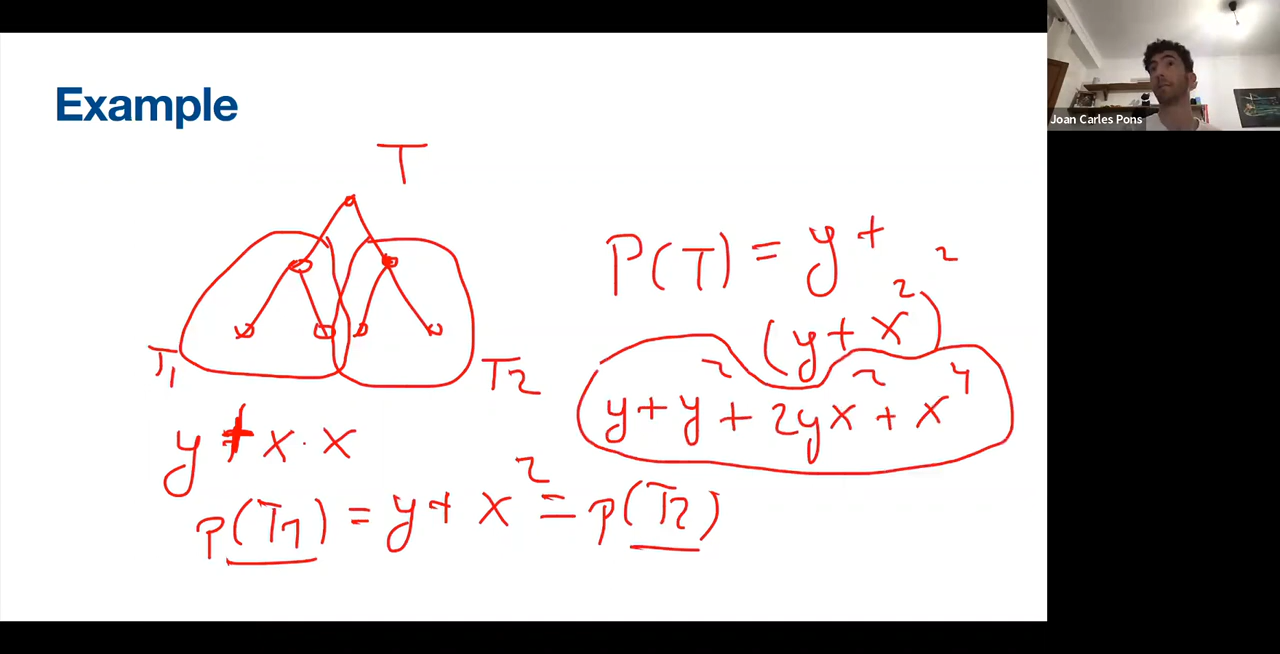 Example
Joan Carles Pons
T
P(T) = y +
(y + x²)²
T₁
T₂
y + y² + 2yx² + x⁴
y + x · x
P(T₁) = y + x² = P(T₂)